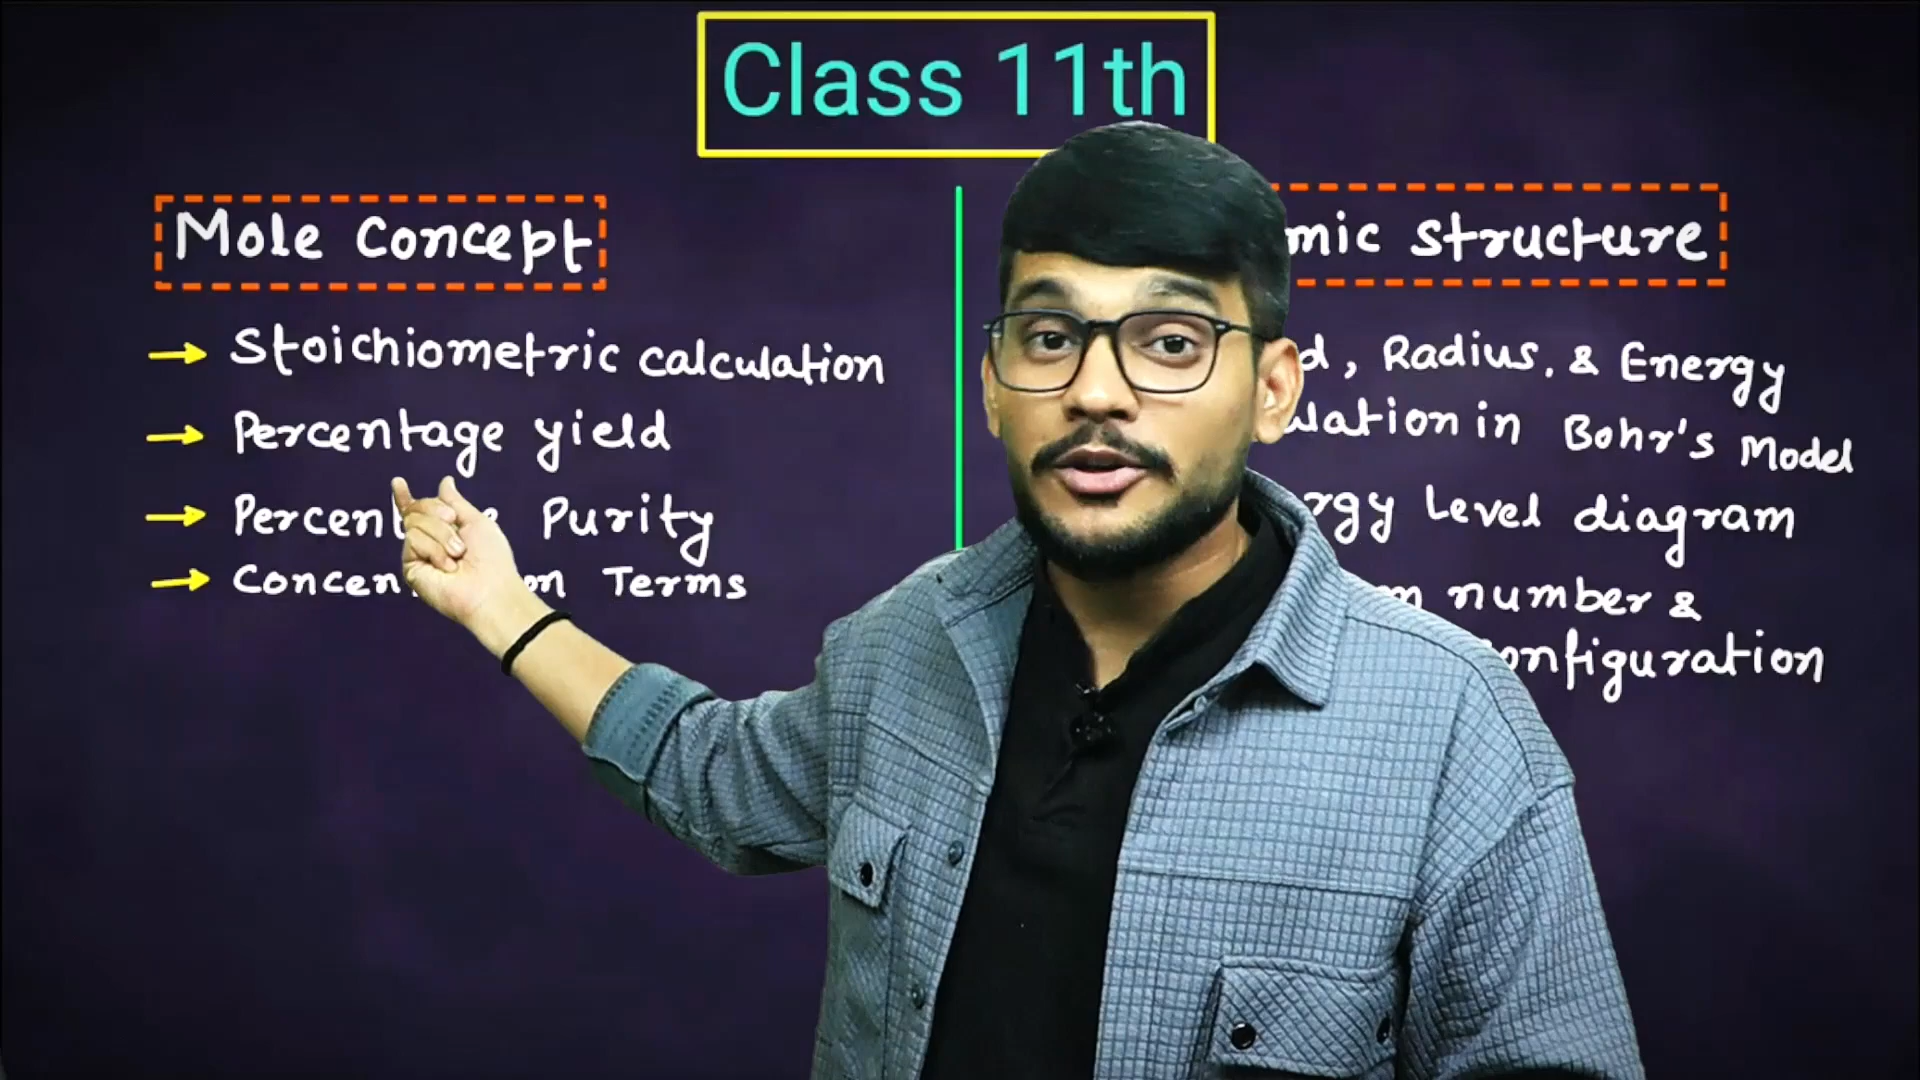 Class 11th
Mole Concept
→ Stoichiometric calculation
→ Percentage yield
→ Purity
→ Terms
structure
Radius, & Energy
in Bohr's Model
Level diagram
number &